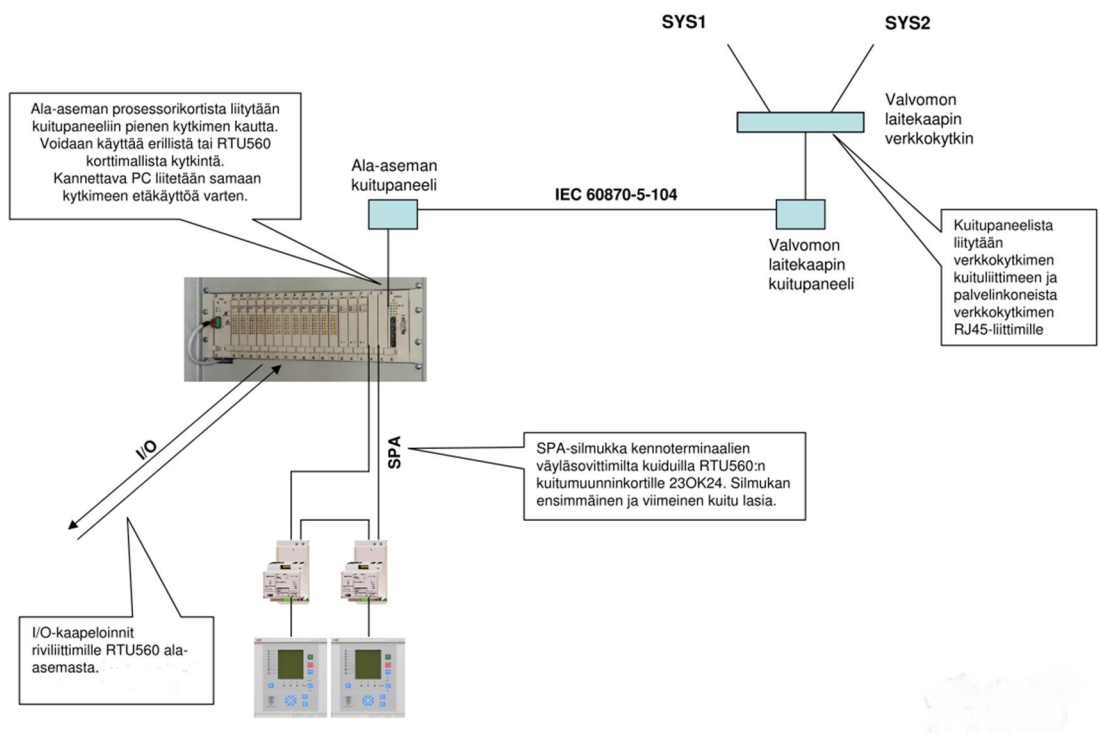 SYS1
SYS2
Valvomon
laitekaapin
verkkokytkin
Ala-aseman prosessorikortista liitytään
kuitupaneeliin pienen kytkimen kautta.
Voidaan käyttää erillistä tai RTU560
korttimallista kytkintä.
Kannettava PC liitetään samaan
kytkimeen etäkäyttöä varten.
Ala-aseman
kuitupaneeli
IEC 60870-5-104
Valvomon
laitekaapin
kuitupaneeli
Kuitupaneelista
liitytään
verkkokytkimen
kuituliittimeen ja
palvelinkoneista
verkkokytkimen
RJ45-liittimille
I/O
SPA
SPA-silmukka kennoterminaalien
väyläsovittimilta kuiduilla RTU560:n
kuitumuunninkortille 23OK24. Silmukan
ensimmäinen ja viimeinen kuitu lasia.
I/O-kaapeloinnit
riviliittimille RTU560 ala-
asemasta.